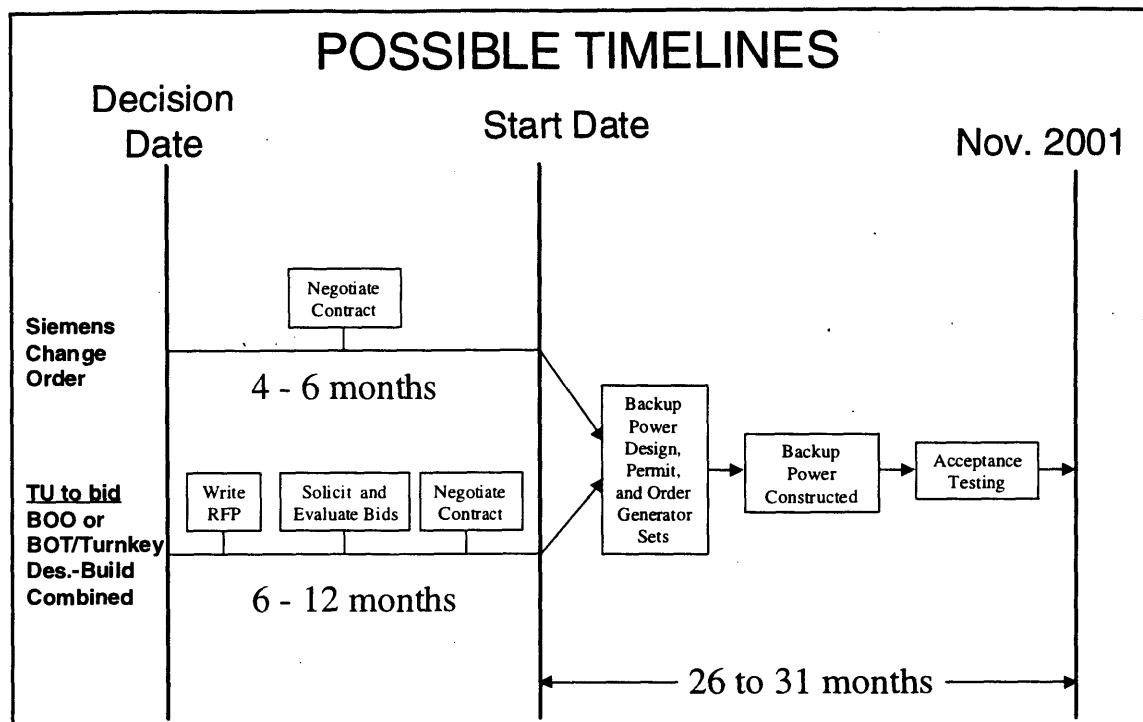 POSSIBLE TIMELINES
Decision
Date
Start Date
Nov. 2001
Siemens
Change
Order
Negotiate
Contract
4 - 6 months
TU to bid
BOO or
BOT/Turnkey
Des.-Build
Combined
Write
RFP
Solicit and
Evaluate Bids
Negotiate
Contract
6 - 12 months
Backup
Power
Design,
Permit,
and Order
Generator
Sets
Backup
Power
Constructed
Acceptance
Testing
26 to 31 months